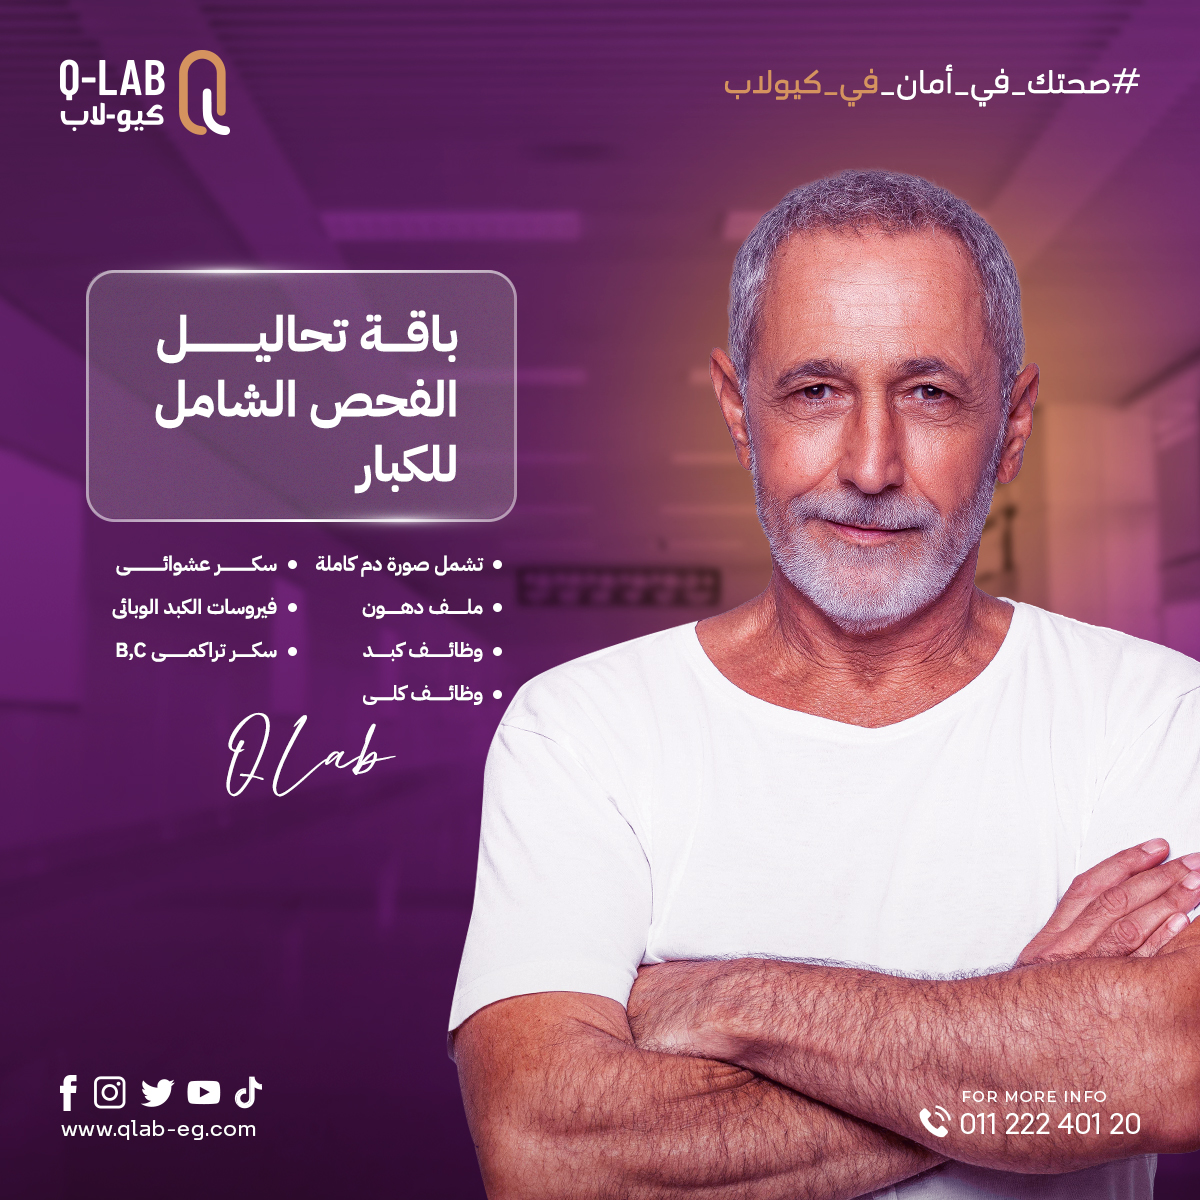 Q-LAB
كيو-لاب
#صحتك_في_أمان_في_كيولاب
باقة تحاليل
الفحص الشامل
للكبار
• تشمل صورة دم كاملة
• ملف دهون
• وظائف كبد
• وظائف كلى
• سكر عشوائى
• فيروسات الكبد الوبائى
• سكر تراكمى B,C
Q Lab
www.qlab-eg.com
FOR MORE INFO
011 222 401 20